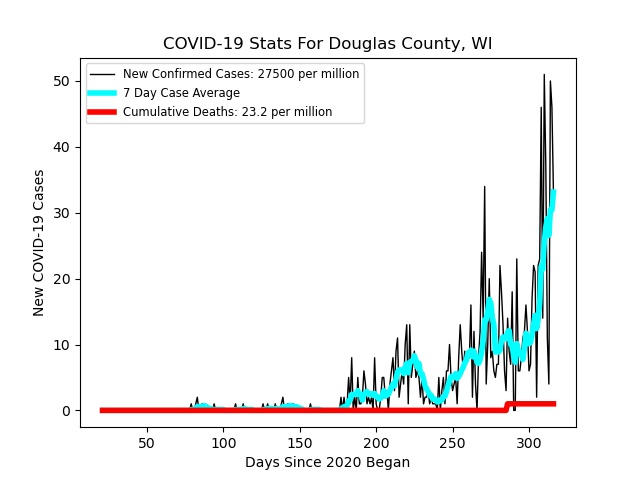 COVID-19 Stats For Douglas County, WI
New Confirmed Cases: 27500 per million
7 Day Case Average
Cumulative Deaths: 23.2 per million
New COVID-19 Cases
50
40
30
20
10
0
50 100 150 200 250 300
Days Since 2020 Began